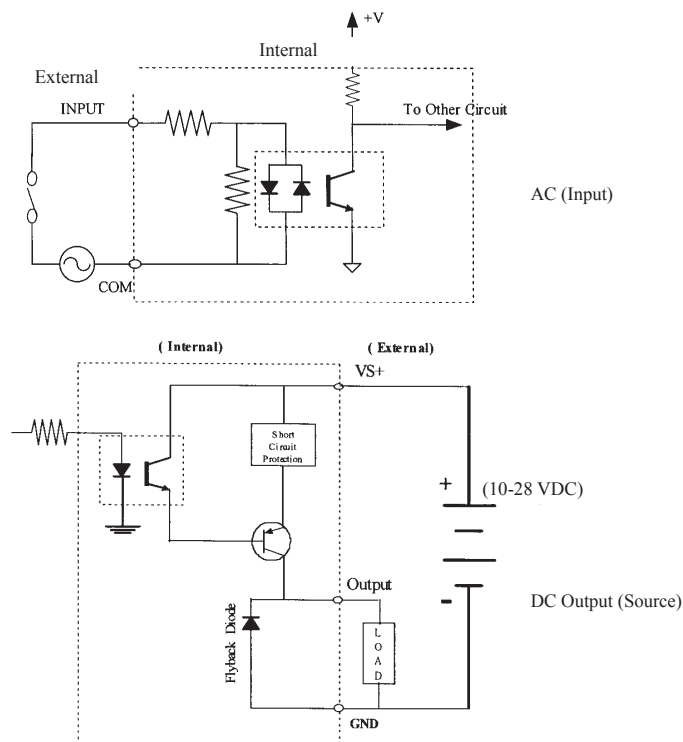 +V
Internal
External
INPUT
To Other Circuit
AC (Input)
COM
( Internal)
( External)
VS+
Short
Circuit
Protection
+
(10-28 VDC)
Output
-
DC Output (Source)
Flyback Diode
L
O
A
D
GND